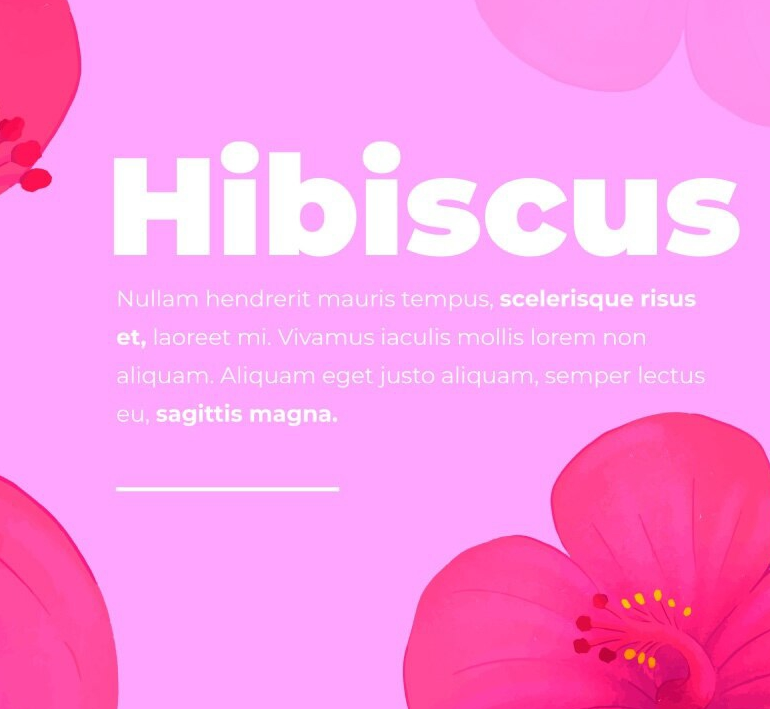 Hibiscus
Nullam hendrerit mauris tempus, scelerisque risus
et, laoreet mi. Vivamus iaculis mollis lorem non
aliquam. Aliquam eget justo aliquam, semper lectus
eu, sagittis magna.